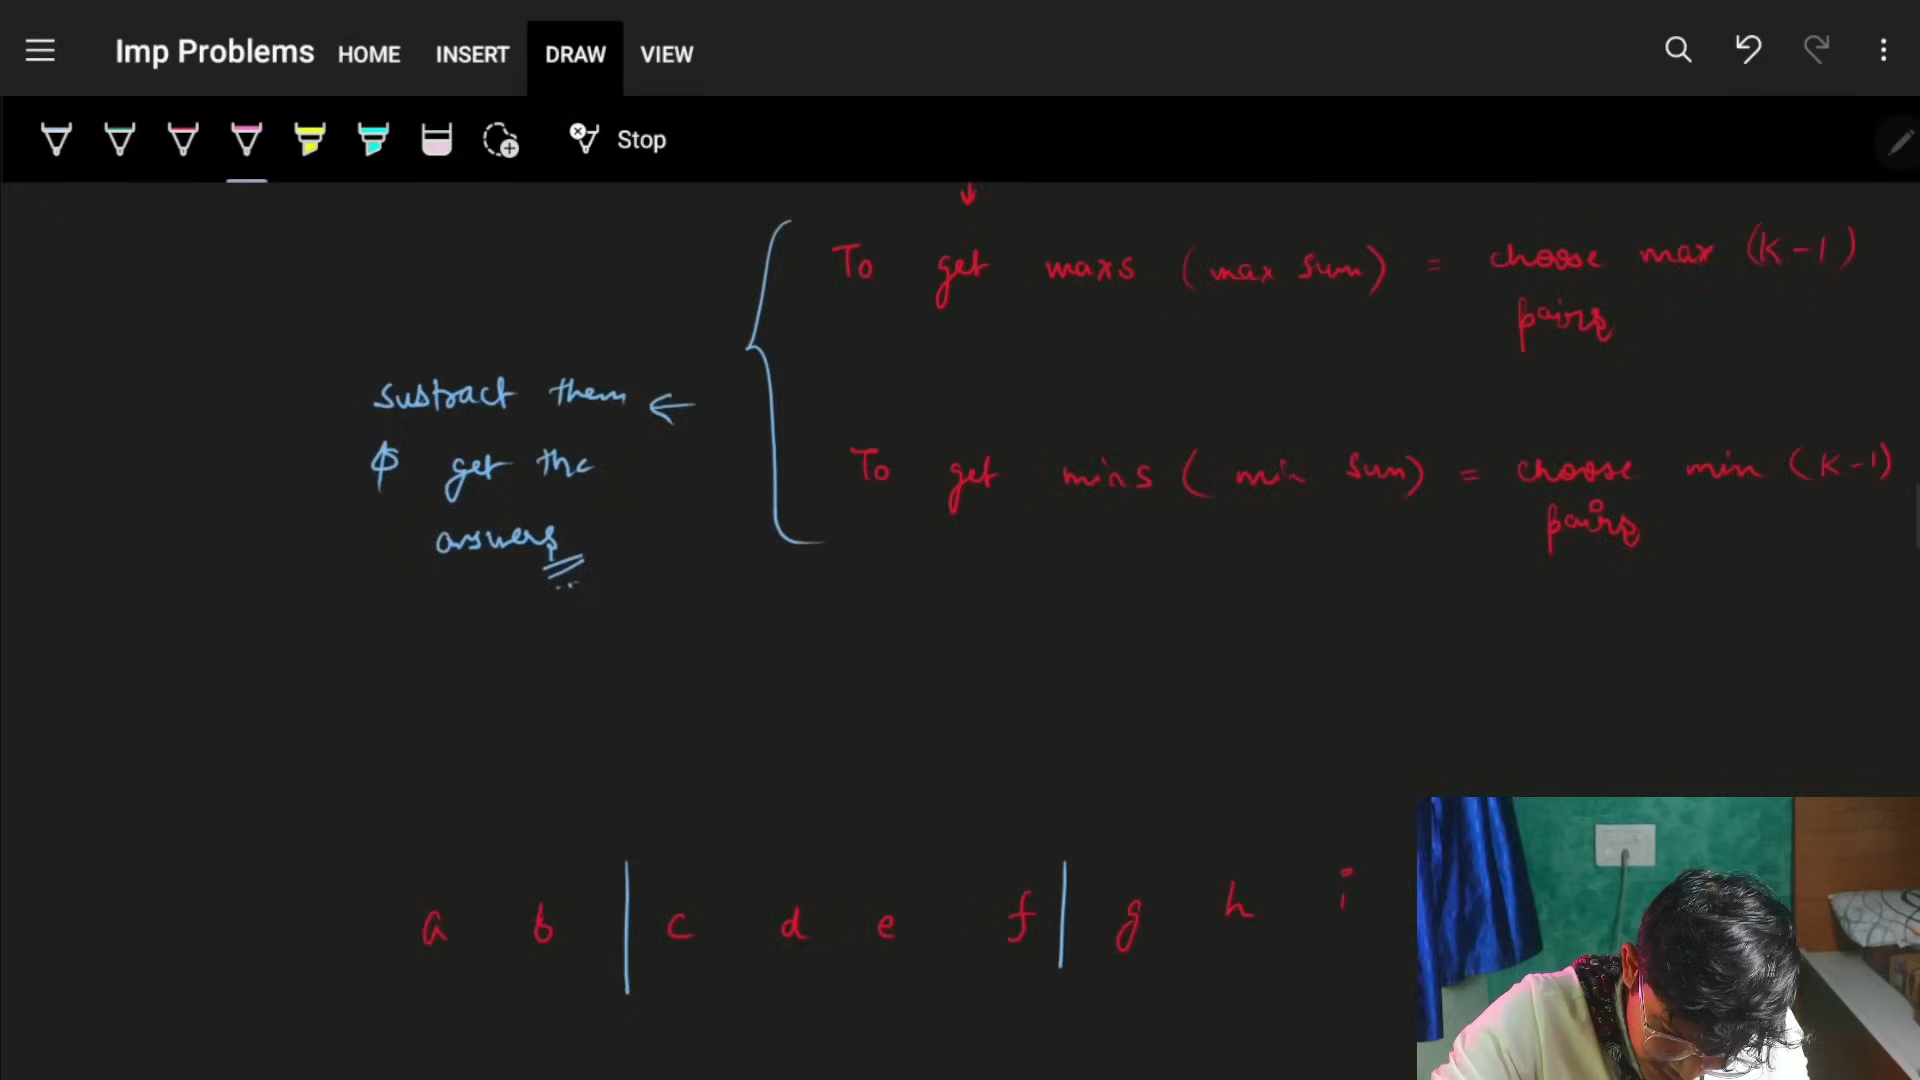 Imp Problems HOME INSERT DRAW VIEW
Stop
To get maxs (max sum) = choose max (K-1)
pairs
sustract them ←
& get the
answers
To get mins (min sum) = choose min (K-1)
pairs
a b | c d e f | g h i